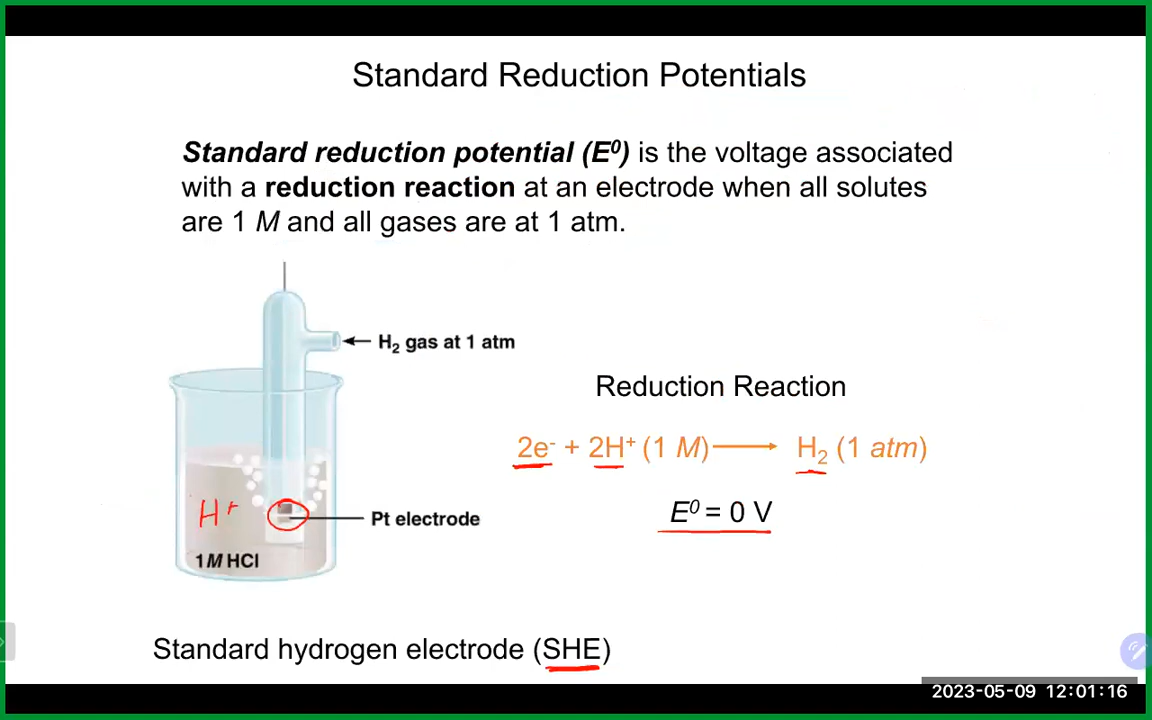 Standard Reduction Potentials
Standard reduction potential (E⁰) is the voltage associated
with a reduction reaction at an electrode when all solutes
are 1 M and all gases are at 1 atm.
H₂ gas at 1 atm
Reduction Reaction
2e⁻ + 2H⁺ (1 M) ⟶ H₂ (1 atm)
E⁰ = 0 V
H⁺
Pt electrode
1 M HCl
Standard hydrogen electrode (SHE)
2023-05-09 12:01:16